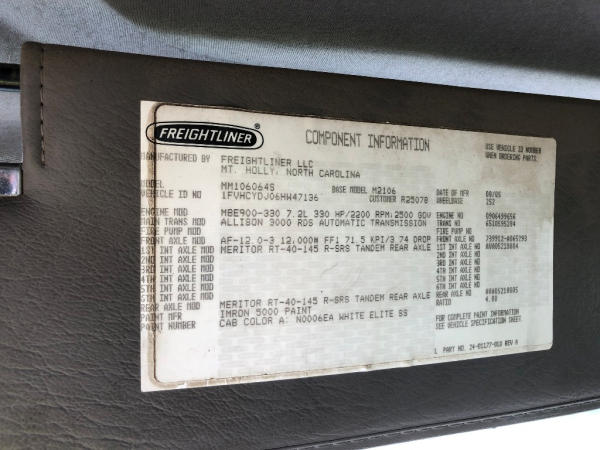 FREIGHTLINER
COMPONENT INFORMATION
USE VEHICLE ID NUMBER
WHEN ORDERING PARTS.
MANUFACTURED BY FREIGHTLINER LLC
MT. HOLLY, NORTH CAROLINA
MODEL MM106064S BASE MODEL M2106 DATE MFD 08/05
VEHICLE ID NO. 1FVHCYDJ06HW47136 CUSTOMER R25078 WHEELBASE 252
ENGINE MOD MBE900-330 7.2L 330 HP/2200 RPM; 2500 GOV ENGINE NO
MAIN TRANS MOD ALLISON 3000 RDS AUTOMATIC TRANSMISSION TRANS NO
FIRE PUMP MOD FIRE PUMP NO
FRONT AXLE MOD AF-12.0-3 12,000# FF1 71.5 KPI/3.74 DROP FRONT AXLE NO
1ST INT AXLE MOD MERITOR RT-40-145 R-SRS TANDEM REAR AXLE 1ST INT AXLE NO
2ND INT AXLE MOD 2ND INT AXLE NO
3RD INT AXLE MOD 3RD INT AXLE NO
4TH INT AXLE MOD 4TH INT AXLE NO
5TH INT AXLE MOD 5TH INT AXLE NO
6TH INT AXLE MOD 6TH INT AXLE NO
REAR AXLE MOD MERITOR RT-40-145 R-SRS TANDEM REAR AXLE REAR AXLE NO
RATIO
PAINT MFR IMRON 5000 PAINT
PAINT NUMBER CAB COLOR A: N0006EA WHITE ELITE SS
FOR COMPLETE PAINT INFORMATION
SEE VEHICLE SPECIFICATION SHEET.
PART NO. 24-01177-010 REV A